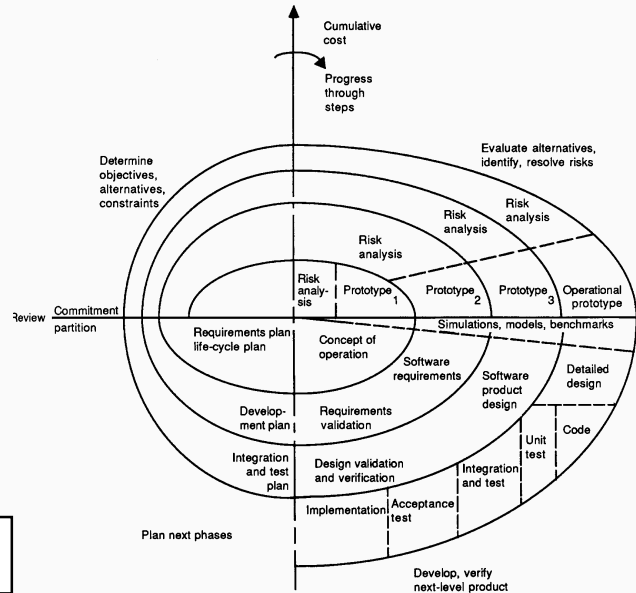 Cumulative
cost
Progress
through
steps
Determine
objectives,
alternatives,
constraints
Evaluate alternatives,
identify, resolve risks
Risk
analysis
Risk
analysis
Risk
analysis
Risk
analy-
sis
Prototype 1
Prototype 2
Prototype 3
Operational
prototype
Review
Commitment
partition
Simulations, models, benchmarks
Requirements plan
life-cycle plan
Concept of
operation
Software
requirements
Software
product
design
Detailed
design
Develop-
ment plan
Requirements
validation
Code
Unit
test
Integration
and test
plan
Design validation
and verification
Integration
and test
Acceptance
test
Implementation
Plan next phases
Develop, verify
next-level product